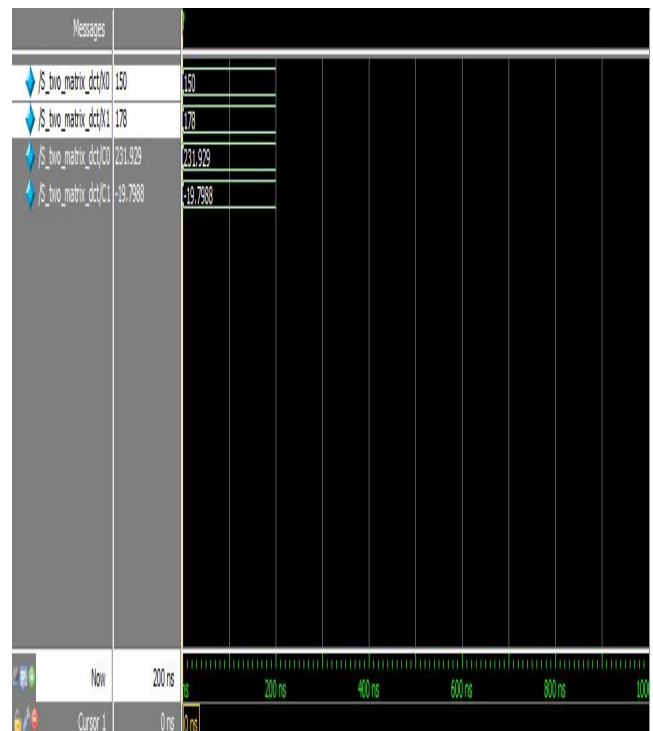 Messages
/S_two_matrix_dct/X0 150 150
/S_two_matrix_dct/X1 178 178
/S_two_matrix_dct/C0 231.929 231.929
/S_two_matrix_dct/C1 -19.7988 -19.7988
Now 200 ns ns 200 ns 400 ns 600 ns 800 ns 100
Cursor 1 0 ns 0 ns